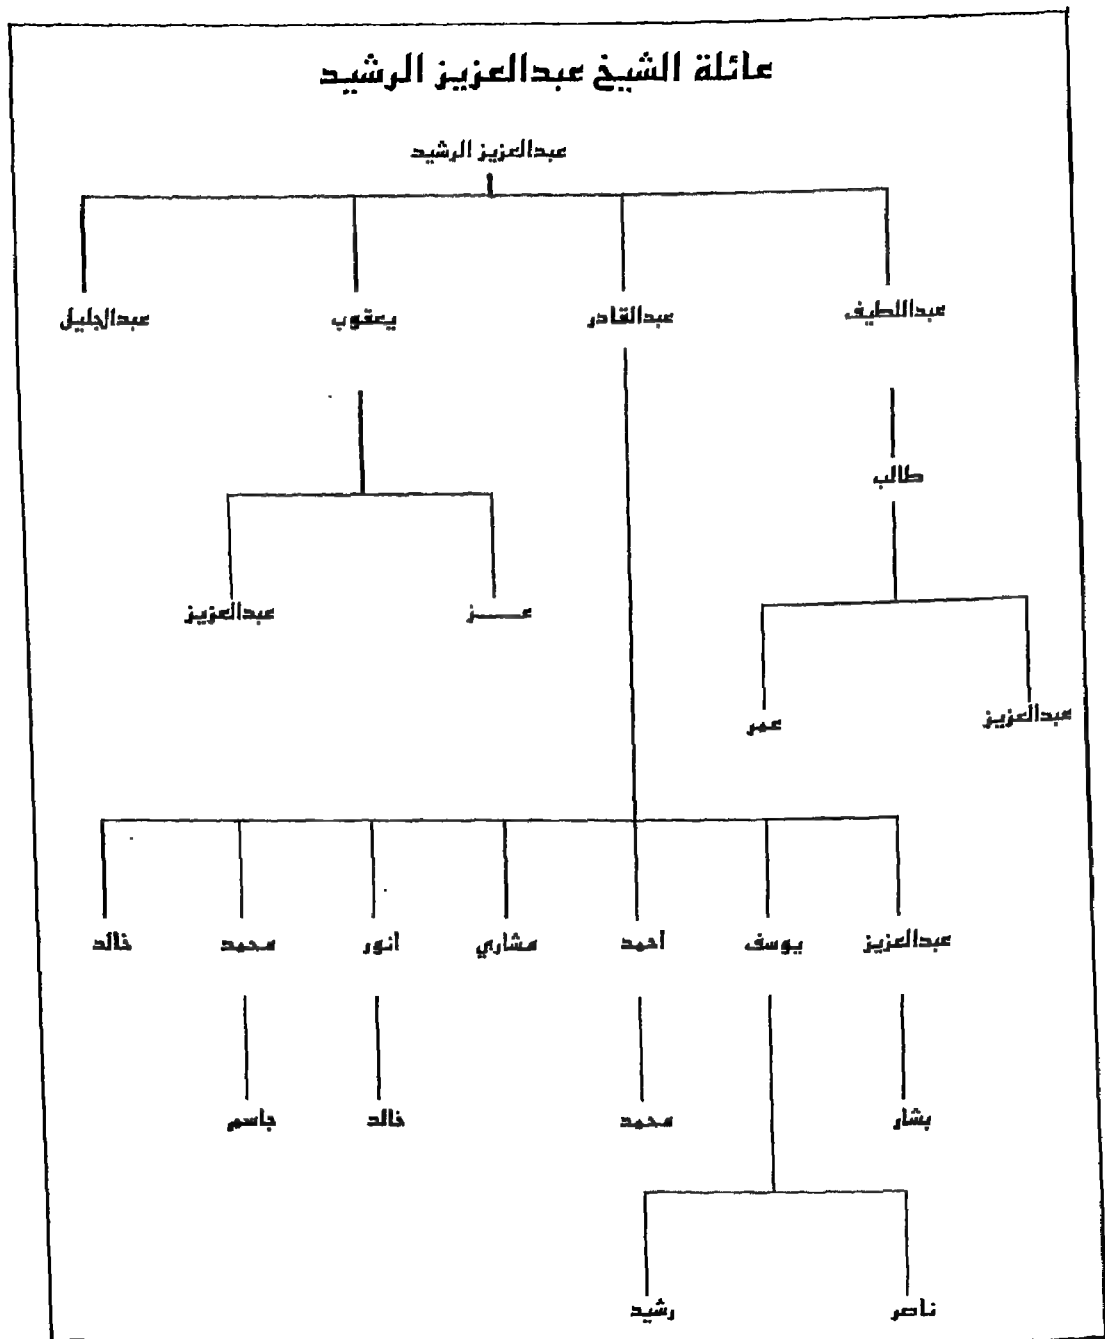 عائلة الشيخ عبدالعزيز الرشيد
عبدالعزيز الرشيد
عبداللطيف عبدالقادر يعقوب عبدالجليل
طالب
عز عبدالعزيز
عبدالعزيز عمر
عبدالعزيز يوسف احمد مشاري انور محمد خالد
بشار محمد خالد جاسم
ناصر رشيد